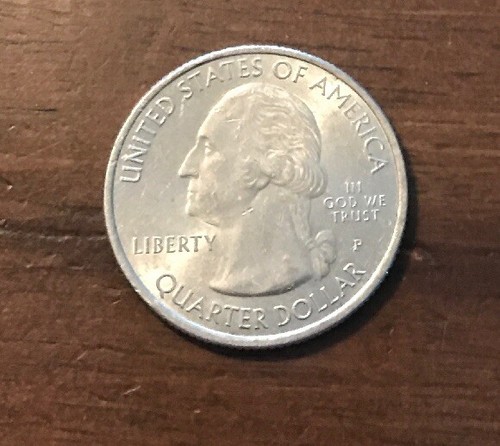 UNITED STATES OF AMERICA
LIBERTY
IN
GOD WE
TRUST
P
QUARTER DOLLAR